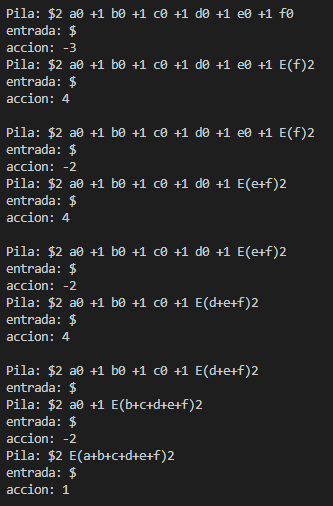 Pila: $2 a0 +1 b0 +1 c0 +1 d0 +1 e0 +1 f0
entrada: $
accion: -3
Pila: $2 a0 +1 b0 +1 c0 +1 d0 +1 e0 +1 E(f)2
entrada: $
accion: 4
Pila: $2 a0 +1 b0 +1 c0 +1 d0 +1 e0 +1 E(f)2
entrada: $
accion: -2
Pila: $2 a0 +1 b0 +1 c0 +1 d0 +1 E(e+f)2
entrada: $
accion: 4
Pila: $2 a0 +1 b0 +1 c0 +1 d0 +1 E(e+f)2
entrada: $
accion: -2
Pila: $2 a0 +1 b0 +1 c0 +1 E(d+e+f)2
entrada: $
accion: 4
Pila: $2 a0 +1 b0 +1 c0 +1 E(d+e+f)2
entrada: $
Pila: $2 a0 +1 E(b+c+d+e+f)2
entrada: $
accion: -2
Pila: $2 E(a+b+c+d+e+f)2
entrada: $
accion: 1